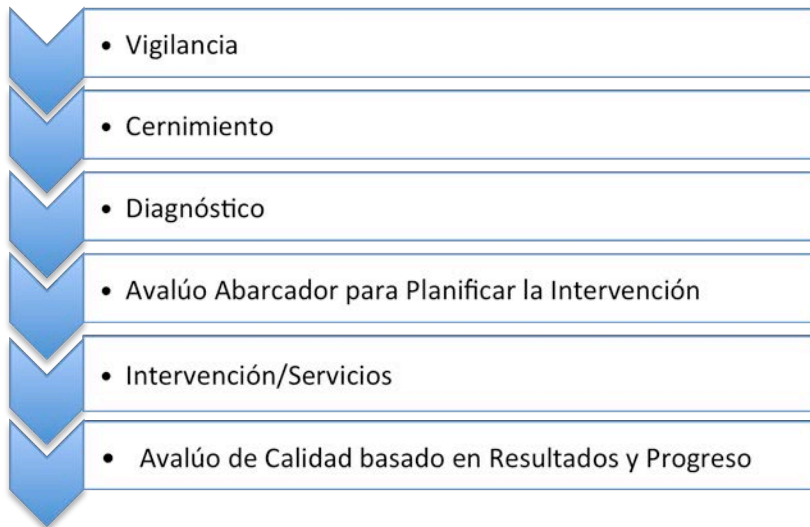 • Vigilancia
• Cernimiento
• Diagnóstico
• Avalúo Abarcador para Planificar la Intervención
• Intervención/Servicios
• Avalúo de Calidad basado en Resultados y Progreso